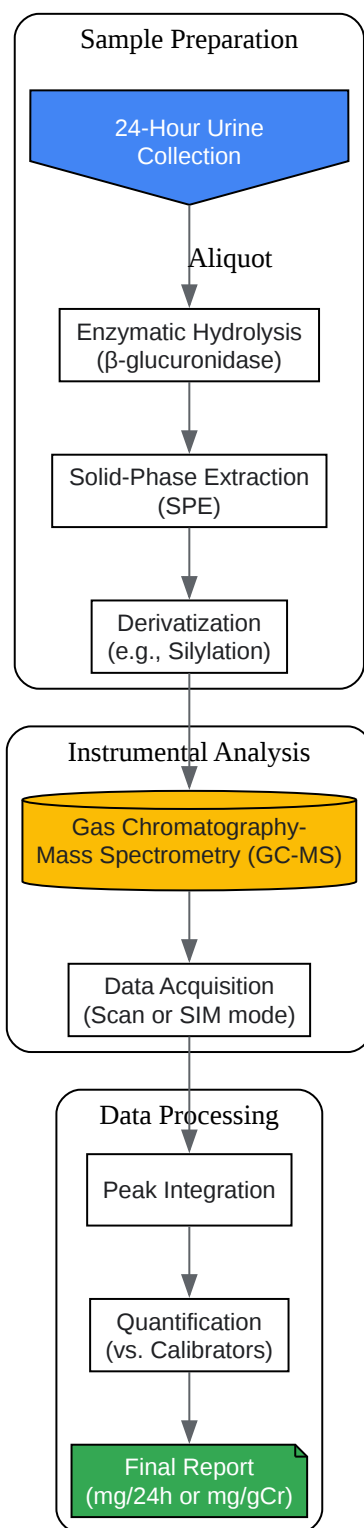 Sample Preparation
24-Hour Urine
Collection
Aliquot
Enzymatic Hydrolysis
(β-glucuronidase)
Solid-Phase Extraction
(SPE)
Derivatization
(e.g., Silylation)
Instrumental Analysis
Gas Chromatography-
Mass Spectrometry (GC-MS)
Data Acquisition
(Scan or SIM mode)
Data Processing
Peak Integration
Quantification
(vs. Calibrators)
Final Report
(mg/24h or mg/gCr)